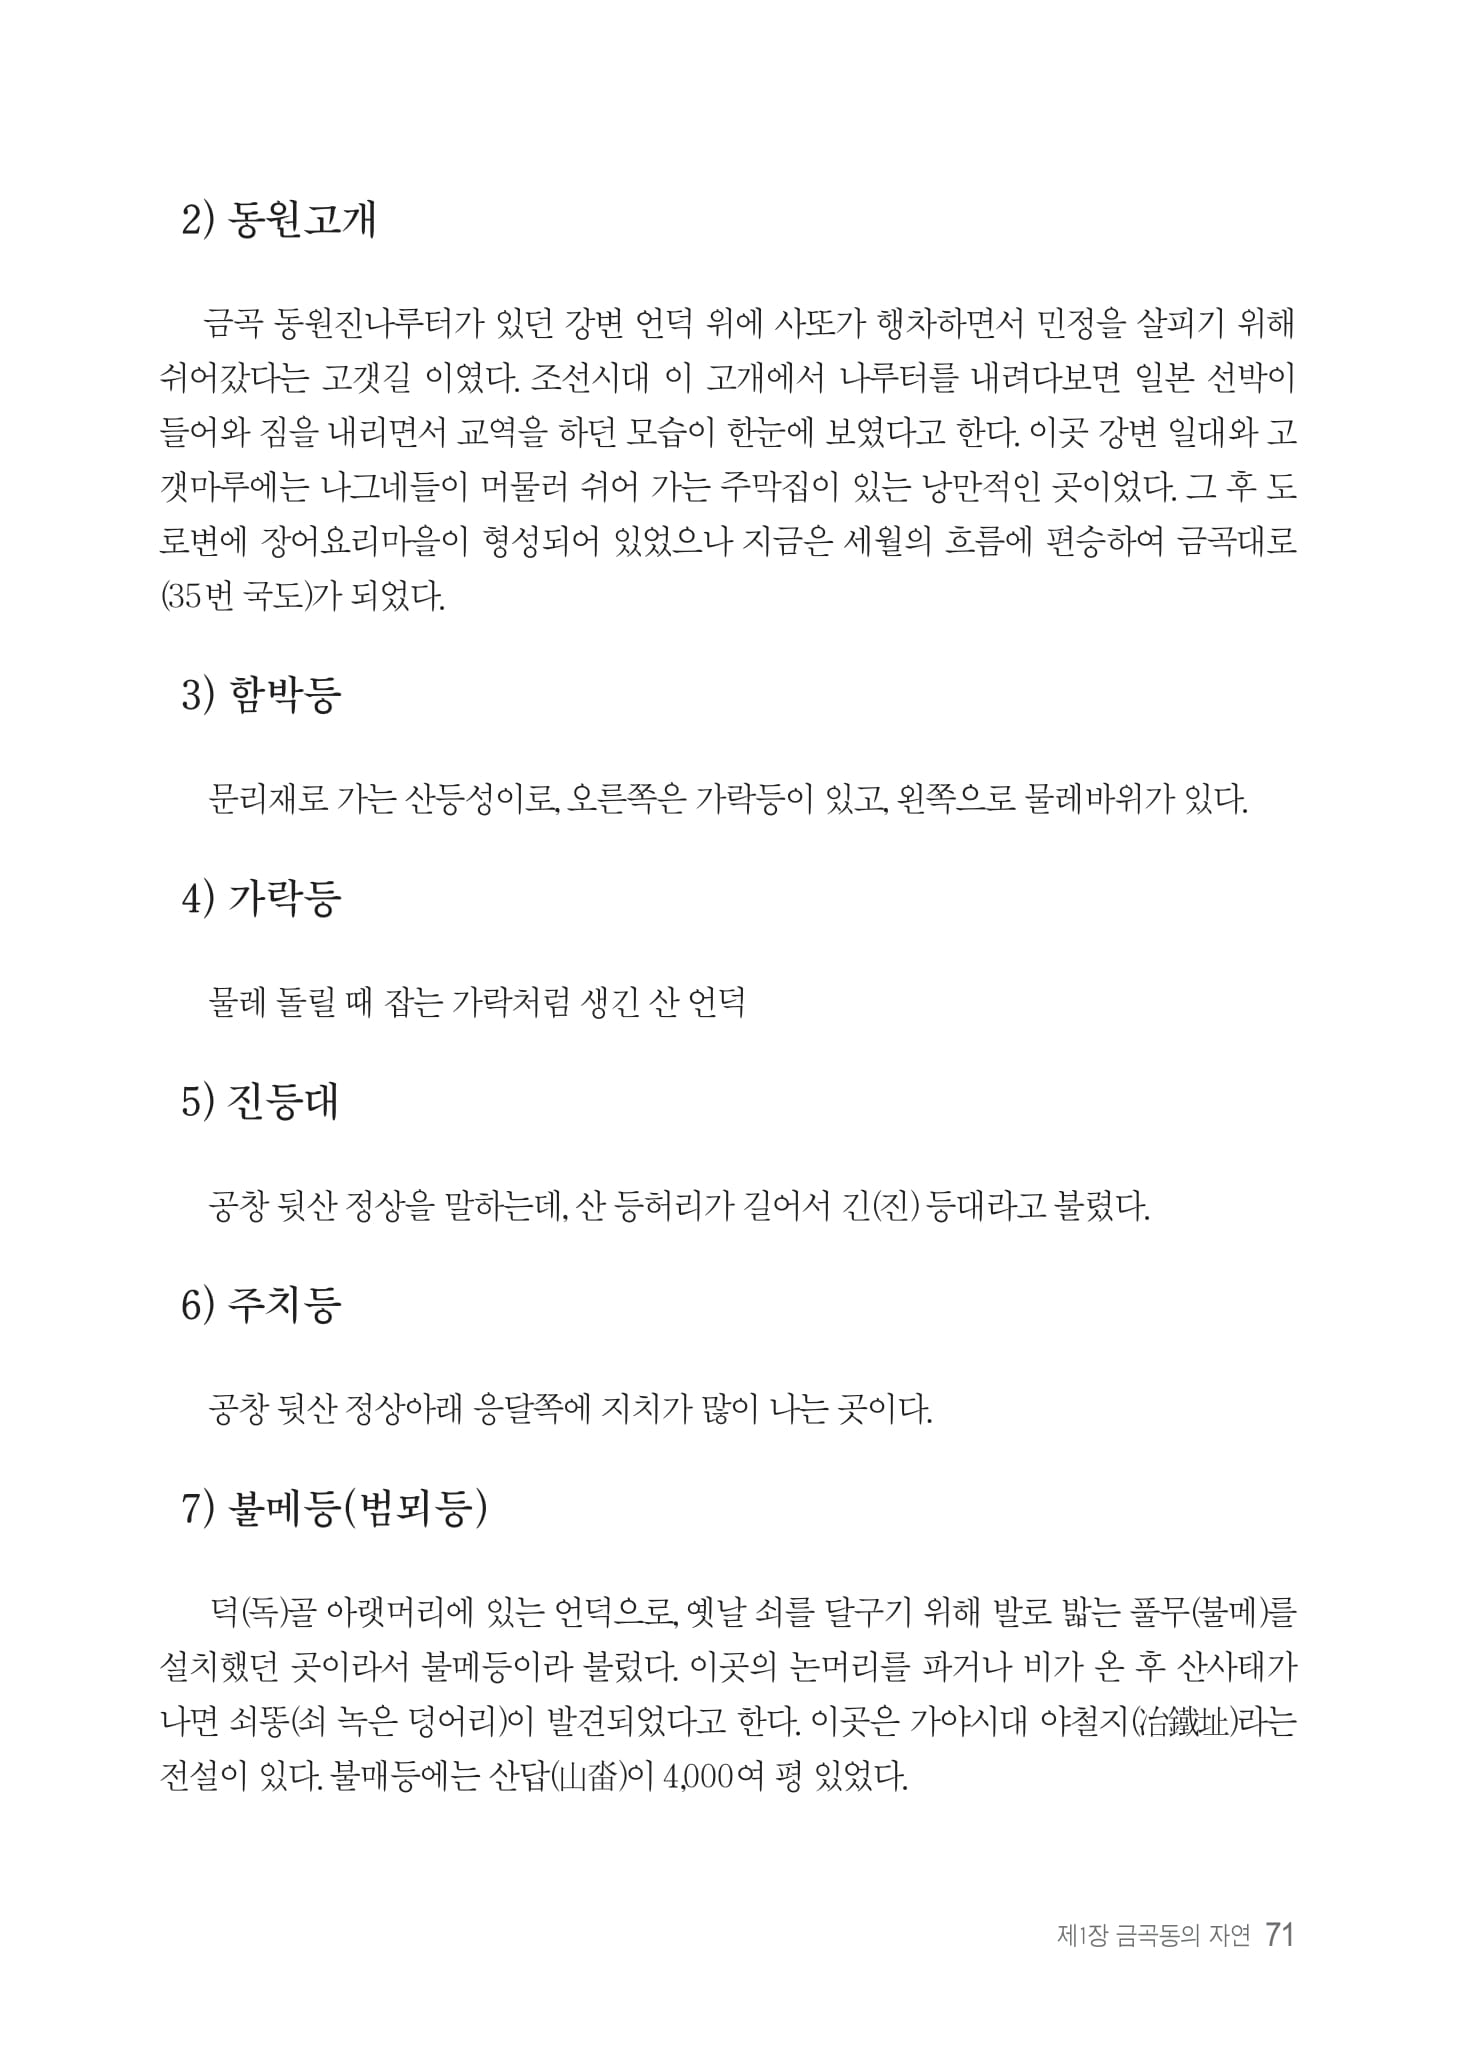 2) 동원고개
금곡 동원진나루터가 있던 강변 언덕 위에 사또가 행차하면서 민정을 살피기 위해
쉬어갔다는 고갯길 이였다. 조선시대 이 고개에서 나루터를 내려다보면 일본 선박이
들어와 짐을 내리면서 교역을 하던 모습이 한눈에 보였다고 한다. 이곳 강변 일대와 고
갯마루에는 나그네들이 머물러 쉬어 가는 주막집이 있는 낭만적인 곳이었다. 그 후 도
로변에 장어요리마을이 형성되어 있었으나 지금은 세월의 흐름에 편승하여 금곡대로
(35번 국도)가 되었다.
3) 함박등
문리재로 가는 산등성이로, 오른쪽은 가락등이 있고, 왼쪽으로 물레바위가 있다.
4) 가락등
물레 돌릴 때 잡는 가락처럼 생긴 산 언덕
5) 진등대
공창 뒷산 정상을 말하는데, 산 등허리가 길어서 긴(진) 등대라고 불렸다.
6) 주치등
공창 뒷산 정상아래 응달쪽에 지치가 많이 나는 곳이다.
7) 불메등(범뫼등)
덕(독)골 아랫머리에 있는 언덕으로, 옛날 쇠를 달구기 위해 발로 밟는 풀무(불메)를
설치했던 곳이라서 불메등이라 불렀다. 이곳의 논머리를 파거나 비가 온 후 산사태가
나면 쇠똥(쇠 녹은 덩어리)이 발견되었다고 한다. 이곳은 가야시대 야철지(冶鐵址)라는
전설이 있다. 불매등에는 산답(山畓)이 4,000여 평 있었다.
제1장 금곡동의 자연 71